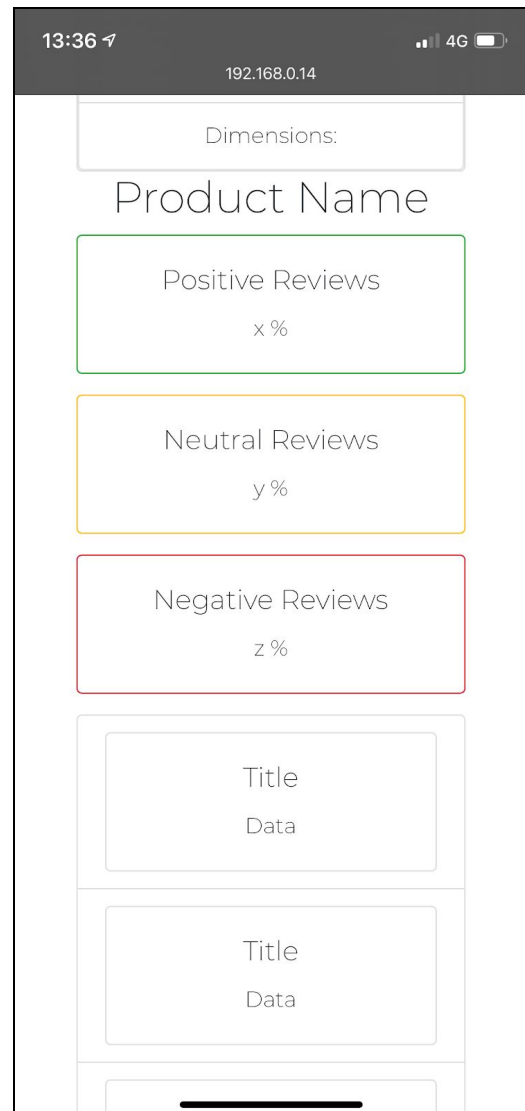 13:36
4G
192.168.0.14
Dimensions:
Product Name
Positive Reviews
x %
Neutral Reviews
y %
Negative Reviews
z %
Title
Data
Title
Data